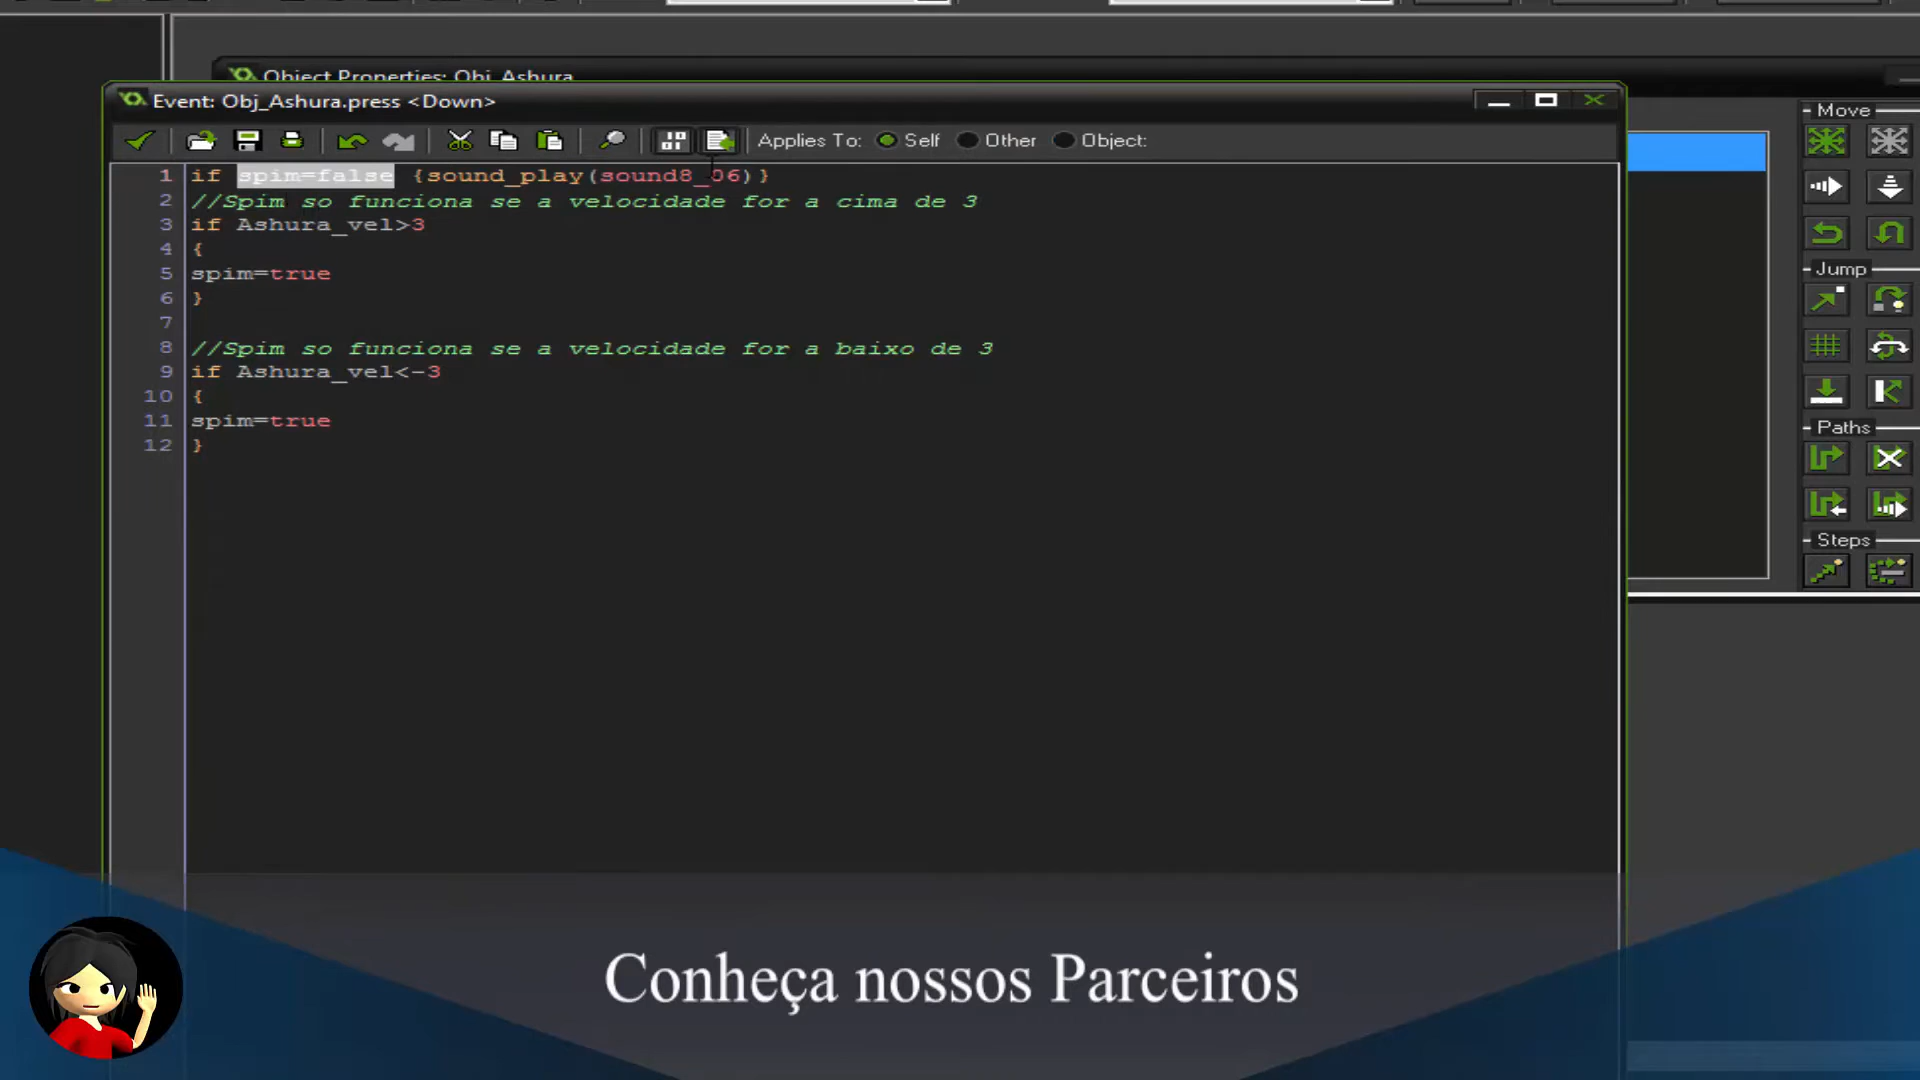 Object Properties: Obj_Ashura
Event: Obj_Ashura.press <Down>
Applies To: Self Other Object:
1 if spim=false {sound_play(sound8_06)}
2 //Spim so funciona se a velocidade for a cima de 3
3 if Ashura_vel>3
4 {
5 spim=true
6 }
7
8 //Spim so funciona se a velocidade for a baixo de 3
9 if Ashura_vel<-3
10 {
11 spim=true
12 }
Move
Jump
Paths
Steps
Conheça nossos Parceiros